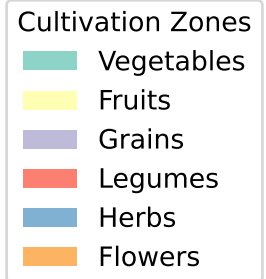 Cultivation Zones
Vegetables
Fruits
Grains
Legumes
Herbs
Flowers